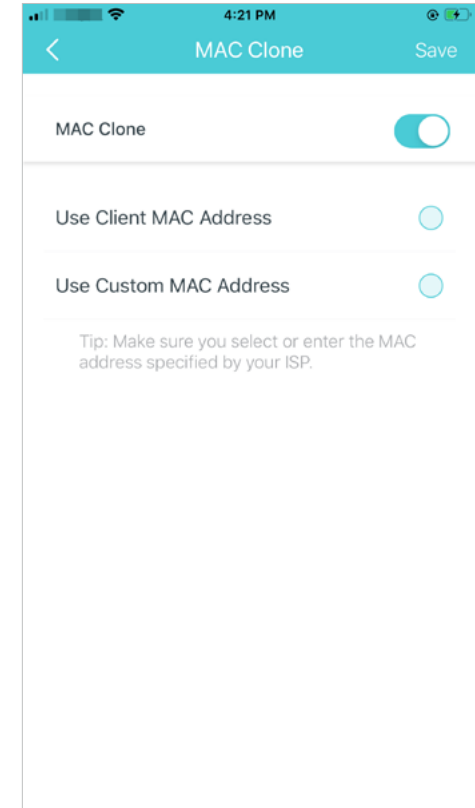 4:21 PM
MAC Clone
Save
MAC Clone
Use Client MAC Address
Use Custom MAC Address
Tip: Make sure you select or enter the MAC
address specified by your ISP.